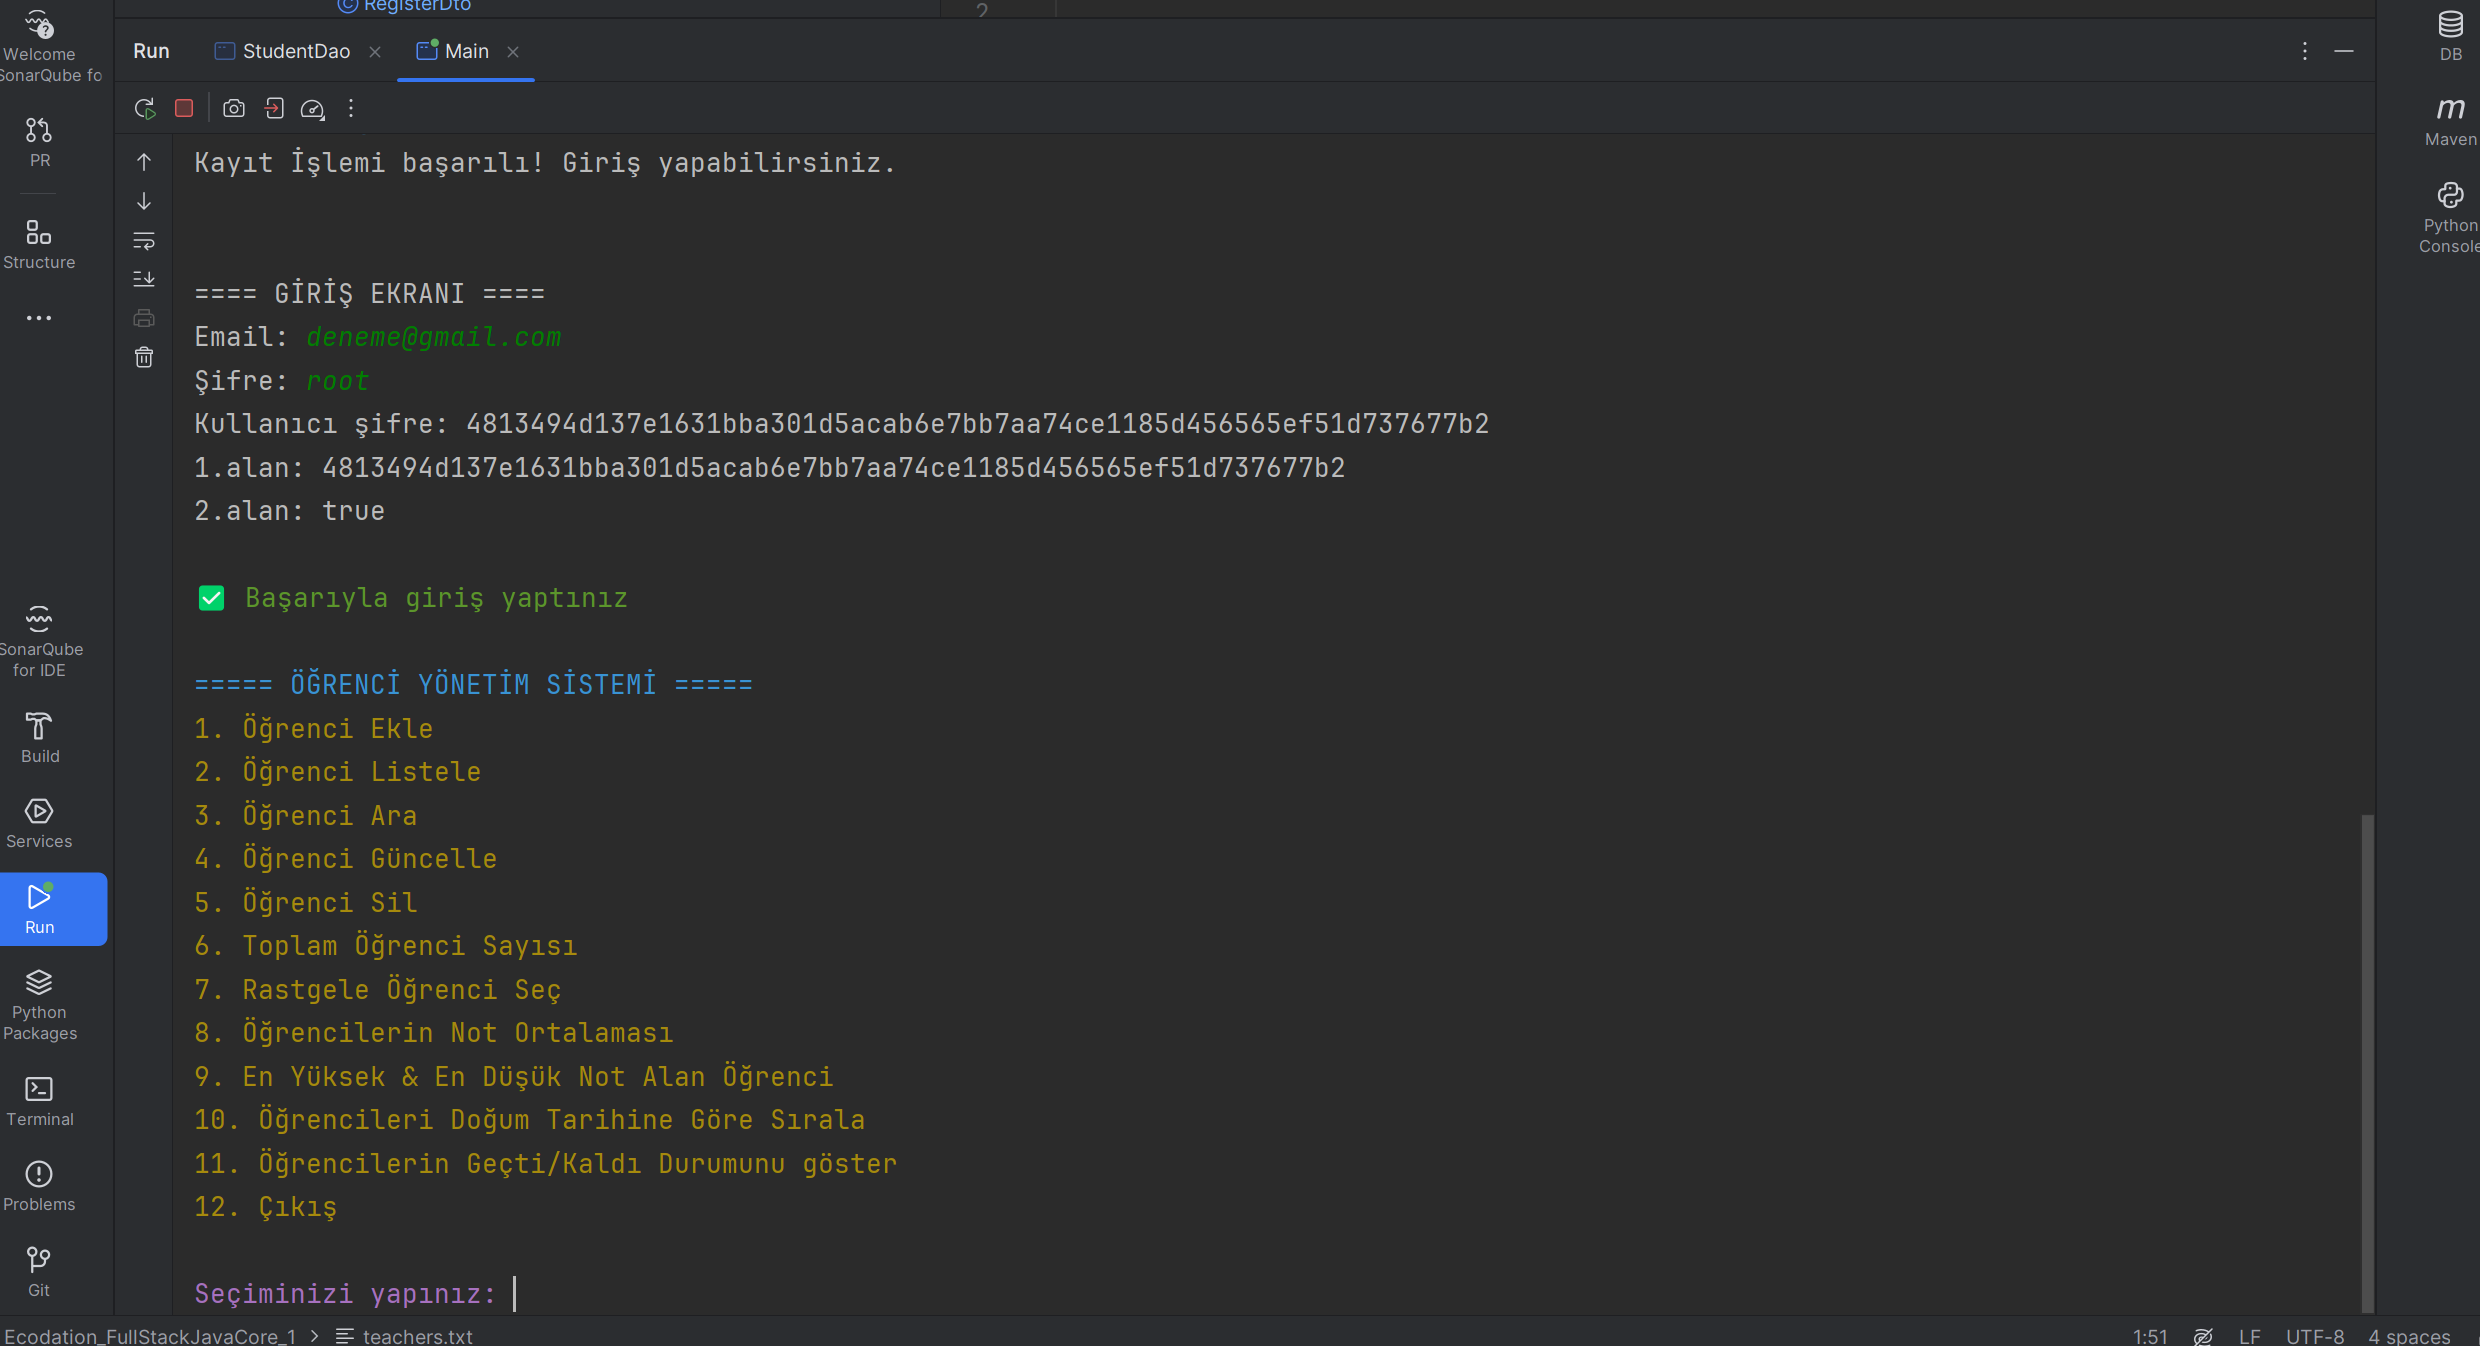 RegisterDto
2
Welcome
SonarQube fo
PR
Structure
SonarQube
for IDE
Build
Services
Run
Python
Packages
Terminal
Problems
Git
Run StudentDao Main
Kayıt İşlemi başarılı! Giriş yapabilirsiniz.
==== GİRİŞ EKRANI ====
Email: deneme@gmail.com
Şifre: root
Kullanıcı şifre: 4813494d137e1631bba301d5acab6e7bb7aa74ce1185d456565ef51d737677b2
1.alan: 4813494d137e1631bba301d5acab6e7bb7aa74ce1185d456565ef51d737677b2
2.alan: true
✅ Başarıyla giriş yaptınız
===== ÖĞRENCİ YÖNETİM SİSTEMİ =====
1. Öğrenci Ekle
2. Öğrenci Listele
3. Öğrenci Ara
4. Öğrenci Güncelle
5. Öğrenci Sil
6. Toplam Öğrenci Sayısı
7. Rastgele Öğrenci Seç
8. Öğrencilerin Not Ortalaması
9. En Yüksek & En Düşük Not Alan Öğrenci
10. Öğrencileri Doğum Tarihine Göre Sırala
11. Öğrencilerin Geçti/Kaldı Durumunu göster
12. Çıkış
Seçiminizi yapınız:
DB
m
Maven
Python
Console
Ecodation_FullStackJavaCore_1 > teachers.txt
1:51 LF UTF-8 4 spaces